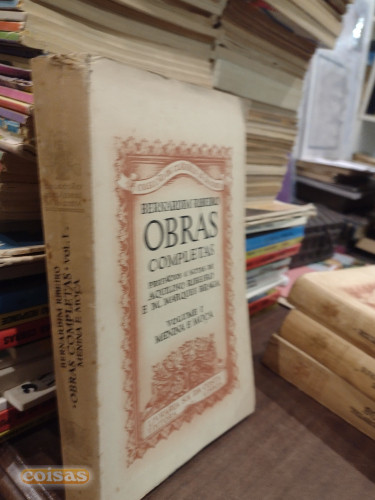 BERNARDIM RIBEIRO
OBRAS
COMPLETAS
PREFÁCIO E NOTAS DE
AQUILINO RIBEIRO
E M. MARQUES BRAGA
VOLUME I
MENINA E MOÇA
BERNARDIM RIBEIRO
OBRAS COMPLETAS • VOL. I
MENINA E MOÇA
coisas